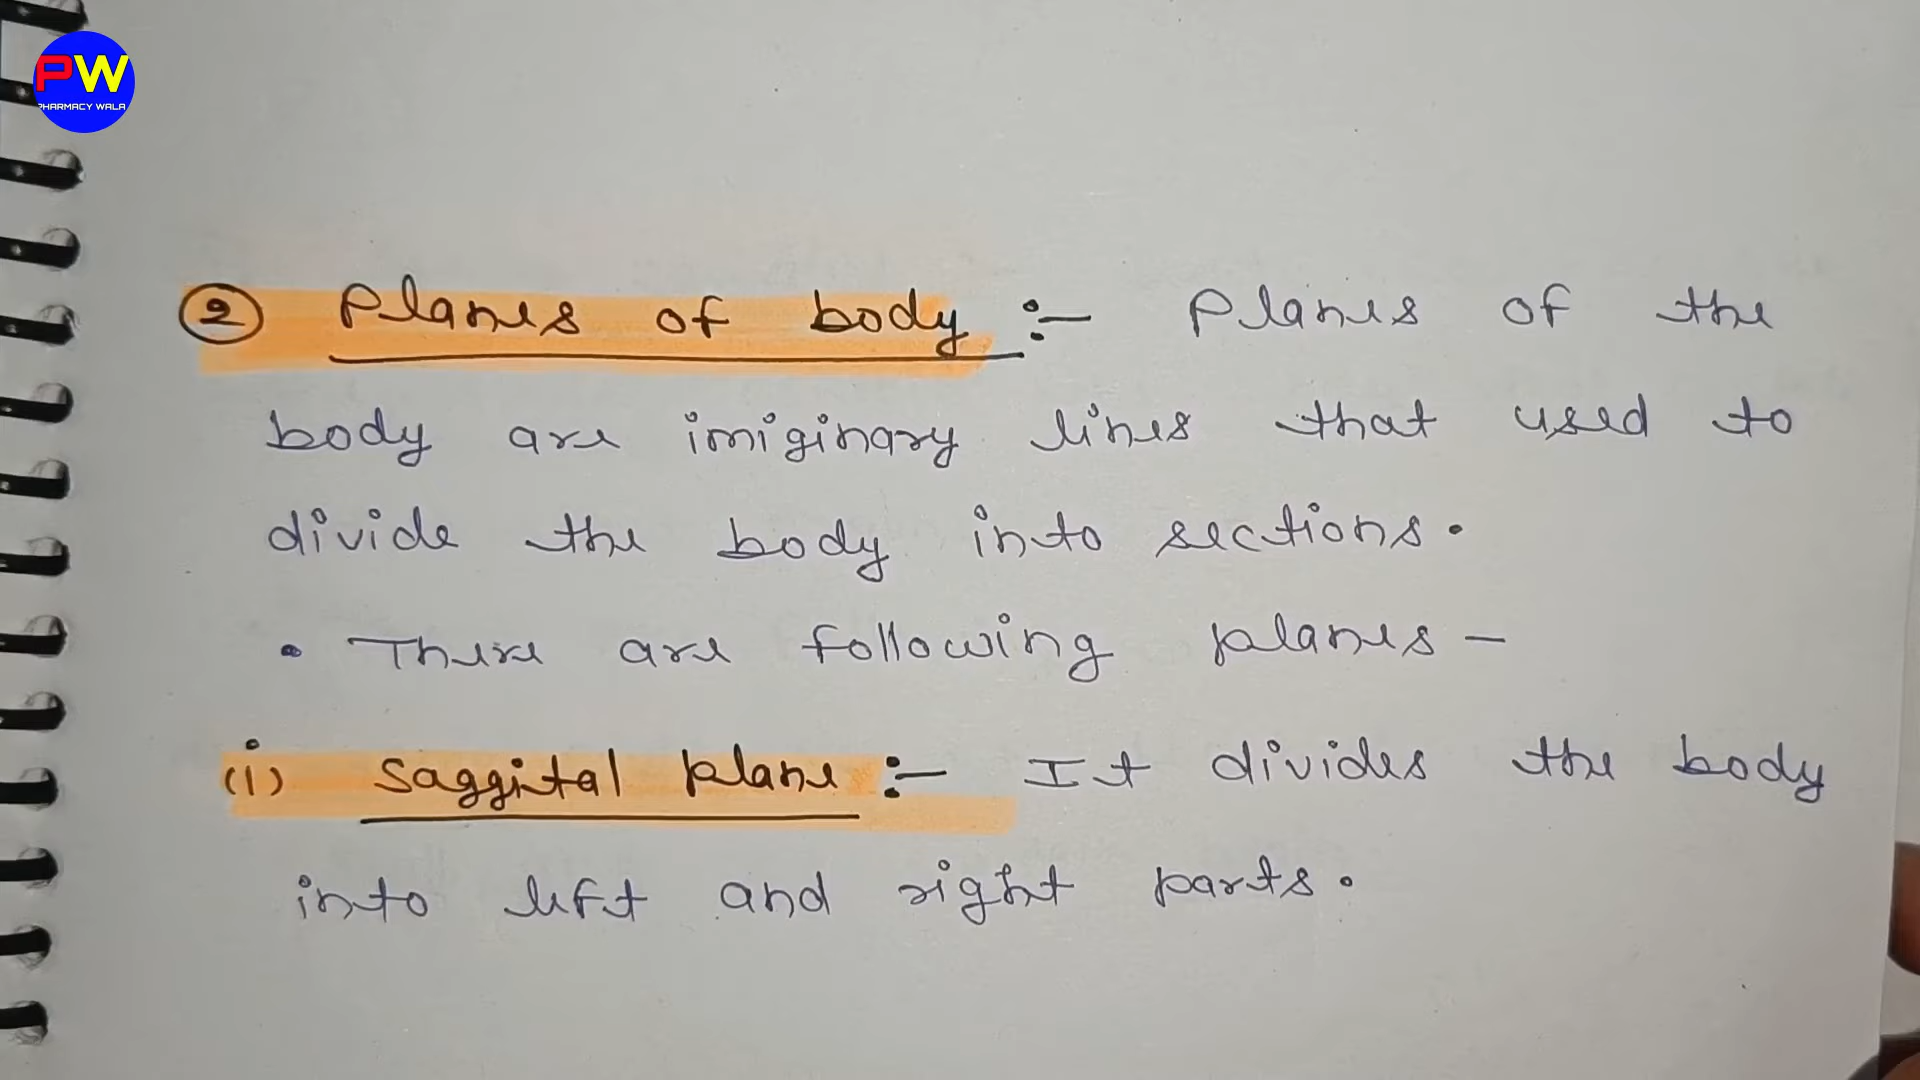 PW
PHARMACY WALA
② Planes of body :- Planes of the
body are imiginary lines that used to
divide the body into sections.
• There are following planes -
(i) Saggital plane :- It divides the body
into left and right parts.